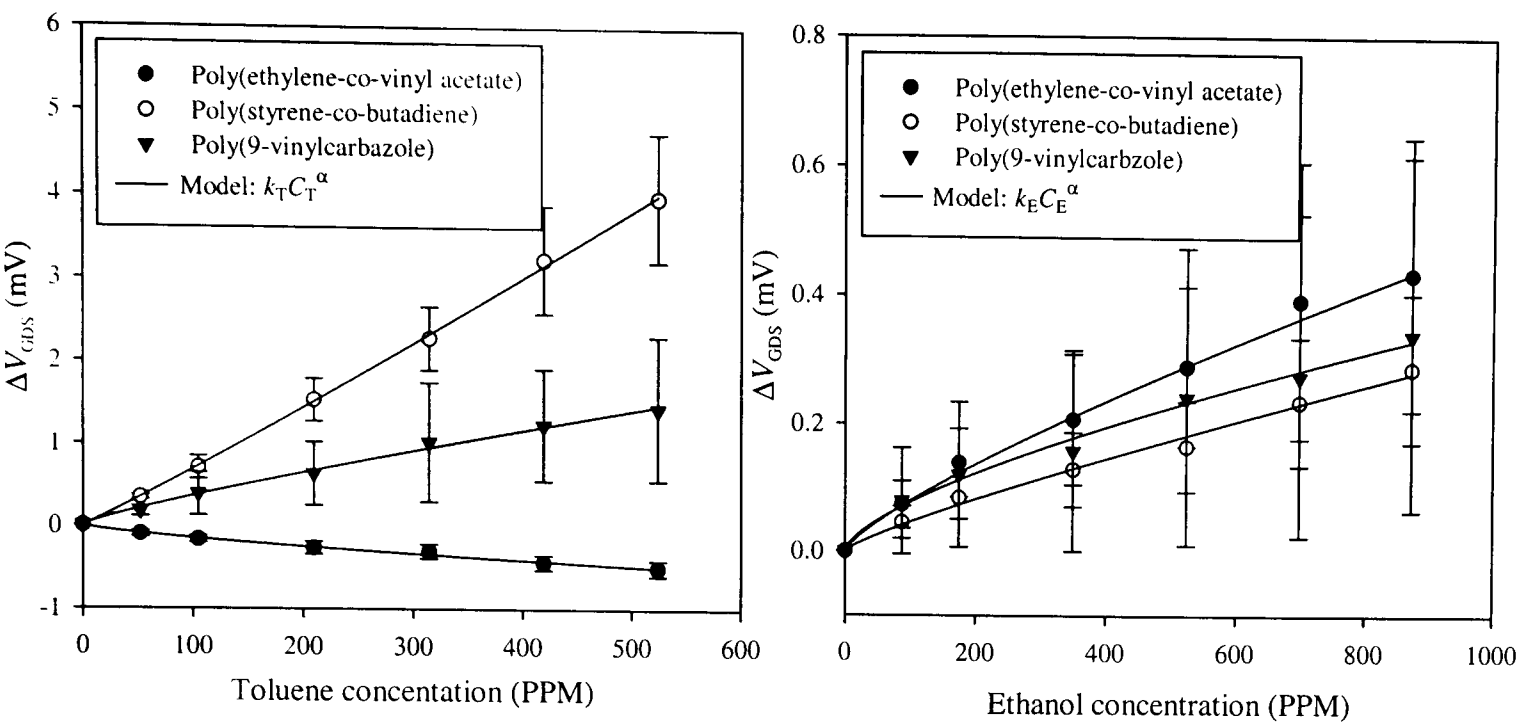 6
5
4
3
2
1
0
-1
ΔV_GDS (mV)
Poly(ethylene-co-vinyl acetate)
Poly(styrene-co-butadiene)
Poly(9-vinylcarbazole)
Model: k_T C_T^α
0 100 200 300 400 500 600
Toluene concentation (PPM)
0.8
0.6
0.4
0.2
0.0
ΔV_GDS (mV)
Poly(ethylene-co-vinyl acetate)
Poly(styrene-co-butadiene)
Poly(9-vinylcarbzole)
Model: k_E C_E^α
0 200 400 600 800 1000
Ethanol concentration (PPM)